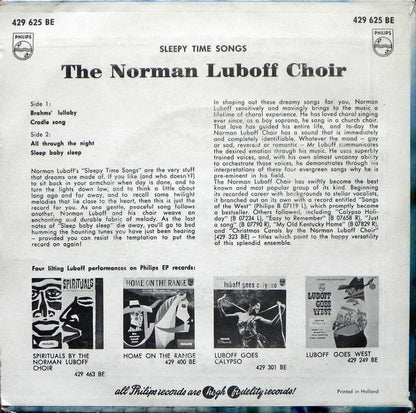 429 625 BE
429 625 BE
PHILIPS
PHILIPS
SLEEPY TIME SONGS
The Norman Luboff Choir
Side 1:
Brahms' lullaby
Cradle song
Side 2:
All through the night
Sleep baby sleep
Norman Luboff's "Sleepy Time Songs" are the very stuff
that dreams are made of. If you like (and who doesn't?)
to sit back in your armchair when day is done, and to
turn the lights down low, and to think a little about
long ago and far away, and to recall some twilight
melodies that lie close to the heart, then this is just the
record for you. As one gentle, peaceful song follows
another, Norman Luboff and his choir weave an
enchanting and durable fabric of melody. As the last
notes of "Sleep baby sleep" die away, you'll go to bed
humming the haunting tunes you have just been hearing
- provided you can resist the temptation to put the
record on again!
In shaping out these dreamy songs for you, Norman
Luboff sensitively and movingly brings to the music a
lifetime of choral experience. He has loved choral singing
ever since, as a boy soprano, he sang in a church choir.
That love has guided his entire life, and to-day the
Norman Luboff Choir has a sound that is immediately
and completely identifiable. Whatever the mood - gay
or sad, reverent or romantic - Mr Luboff communicates
the desired emotion through his music. He uses superbly
trained voices, and, with his own almost uncanny ability
to orchestrate those voices, he demonstrates through his
interpretations of these four evergreen songs why he is
pre-eminent in his field.
The Norman Luboff Choir has swiftly become the best
known and most popular group of its kind. Beginning
its recorded career with backgrounds to stellar vocalists,
it branched out on its own with a record entitled "Songs
of the West" (Philips B 07119 L), which promptly became
a bestseller. Others followed, including "Calypso Holi-
day" (B 07234 L), "Easy to Remember" (B 07658 R), "Just
a song" (B 07790 R), "My Old Kentucky Home" (B 07829 R),
and "Christmas Carols by the Norman Luboff Choir"
(429 323 BE) - titles which point to the happy versatility
of this splendid ensemble.
Four lilting Luboff performances on Philips EP records:
SPIRITUALS
HOME ON THE RANGE
luboff goes calypso
LUBOFF
GOES
WEST
SPIRITUALS BY THE
NORMAN LUBOFF
CHOIR
429 463 BE
HOME ON THE RANGE
429 400 BE
LUBOFF GOES
CALYPSO
429 301 BE
LUBOFF GOES WEST
429 249 BE
all Philips records are High Fidelity records!
Printed in Holland